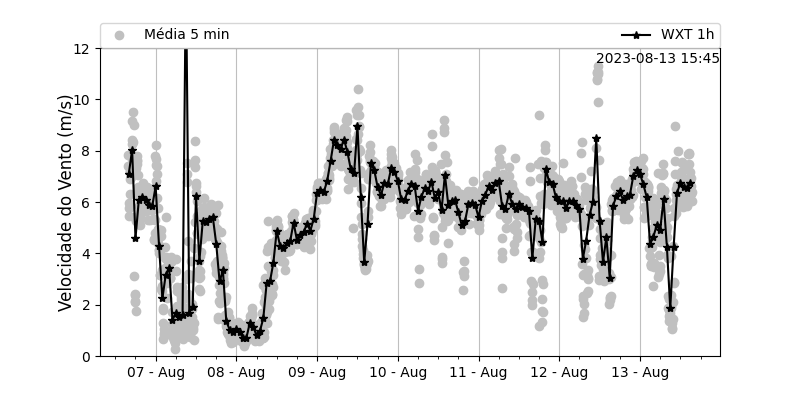 Média 5 min
WXT 1h
2023-08-13 15:45
Velocidade do Vento (m/s)
12
10
8
6
4
2
0
07 - Aug
08 - Aug
09 - Aug
10 - Aug
11 - Aug
12 - Aug
13 - Aug